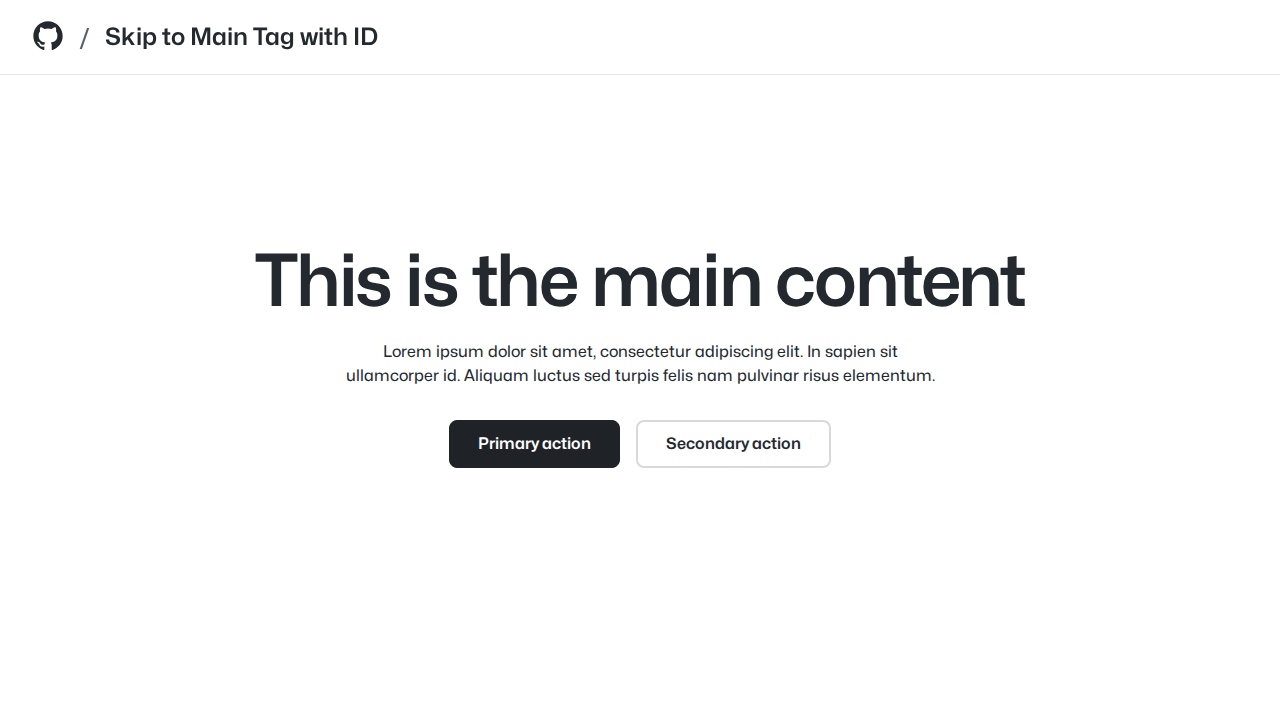 / Skip to Main Tag with ID
This is the main content
Lorem ipsum dolor sit amet, consectetur adipiscing elit. In sapien sit
ullamcorper id. Aliquam luctus sed turpis felis nam pulvinar risus elementum.
Primary action
Secondary action